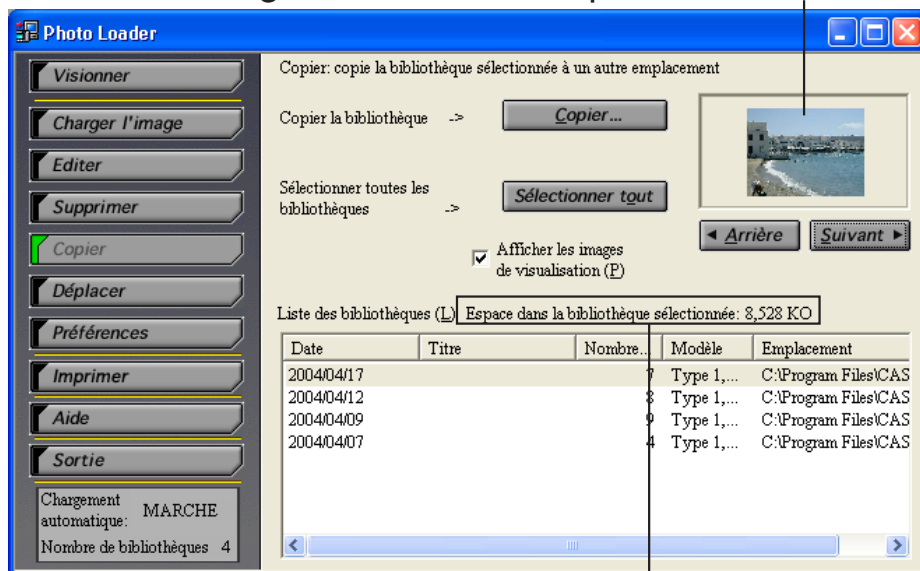 Photo Loader
Visionner
Charger l'image
Editer
Supprimer
Copier
Déplacer
Préférences
Imprimer
Aide
Sortie
Chargement
automatique: MARCHE
Nombre de bibliothèques 4
Copier: copie la bibliothèque sélectionnée à un autre emplacement
Copier la bibliothèque -> Copier...
Sélectionner toutes les
bibliothèques -> Sélectionner tout
◄ Arrière Suivant ►
Afficher les images
de visualisation (P)
Liste des bibliothèques (L) Espace dans la bibliothèque sélectionnée: 8,528 KO
Date Titre Nombre... Modèle Emplacement
2004/04/17 7 Type 1,... C:\Program Files\CAS
2004/04/12 8 Type 1,... C:\Program Files\CAS
2004/04/09 9 Type 1,... C:\Program Files\CAS
2004/04/07 4 Type 1,... C:\Program Files\CAS